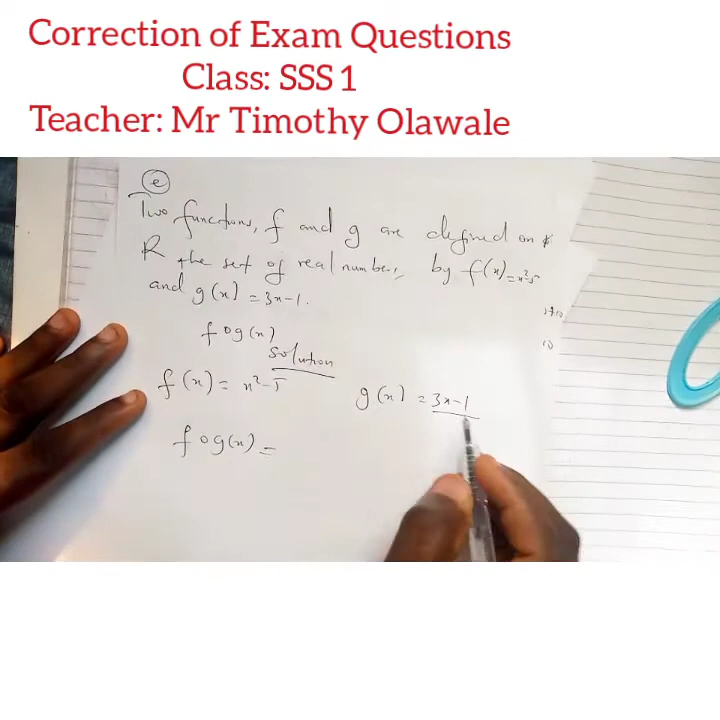 Correction of Exam Questions
Class: SSS 1
Teacher: Mr Timothy Olawale
(e)
Two functions, f and g are defined on
R the set of real numbers, by f(x)=x²-5
and g(x) = 3x-1.
fog(x)
solution
f(x) = x²-5
g(x) = 3x-1
fog(x) =